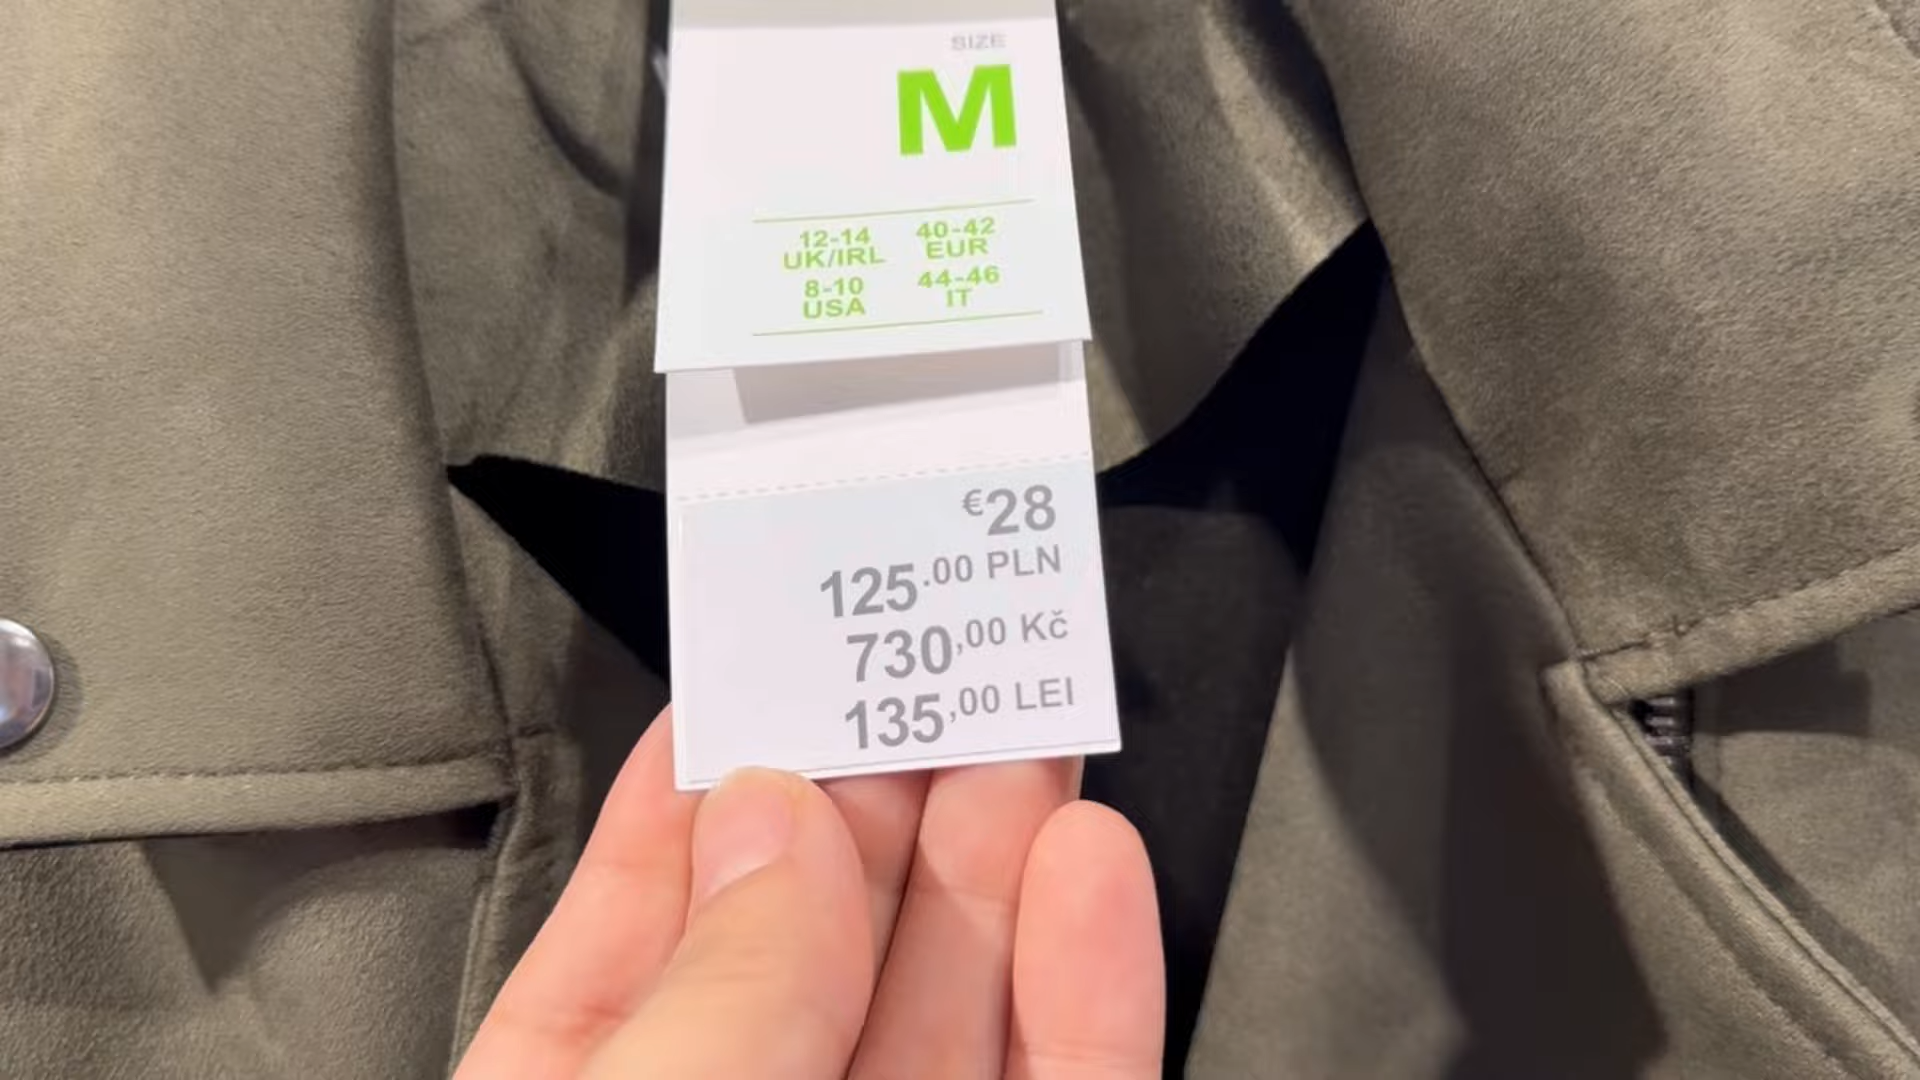 SIZE
M
12-14 40-42
UK/IRL EUR
8-10 44-46
USA IT
€28
125.00 PLN
730,00 Kč
135,00 LEI